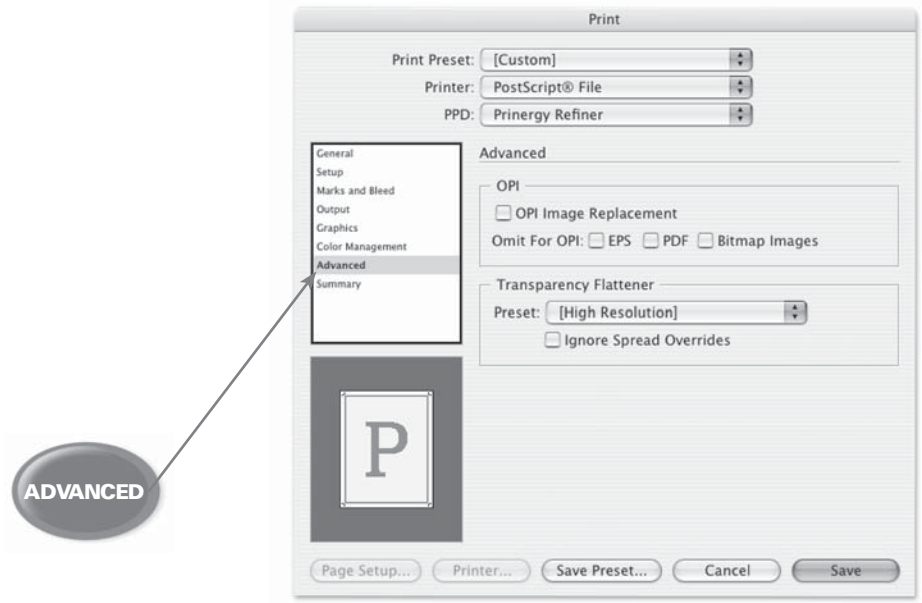 Print
Print Preset: [Custom]
Printer: PostScript® File
PPD: Prinergy Refiner
General
Setup
Marks and Bleed
Output
Graphics
Color Management
Advanced
Summary
Advanced
OPI
OPI Image Replacement
Omit For OPI: EPS PDF Bitmap Images
Transparency Flattener
Preset: [High Resolution]
Ignore Spread Overrides
P
ADVANCED
Page Setup... Printer... Save Preset... Cancel Save